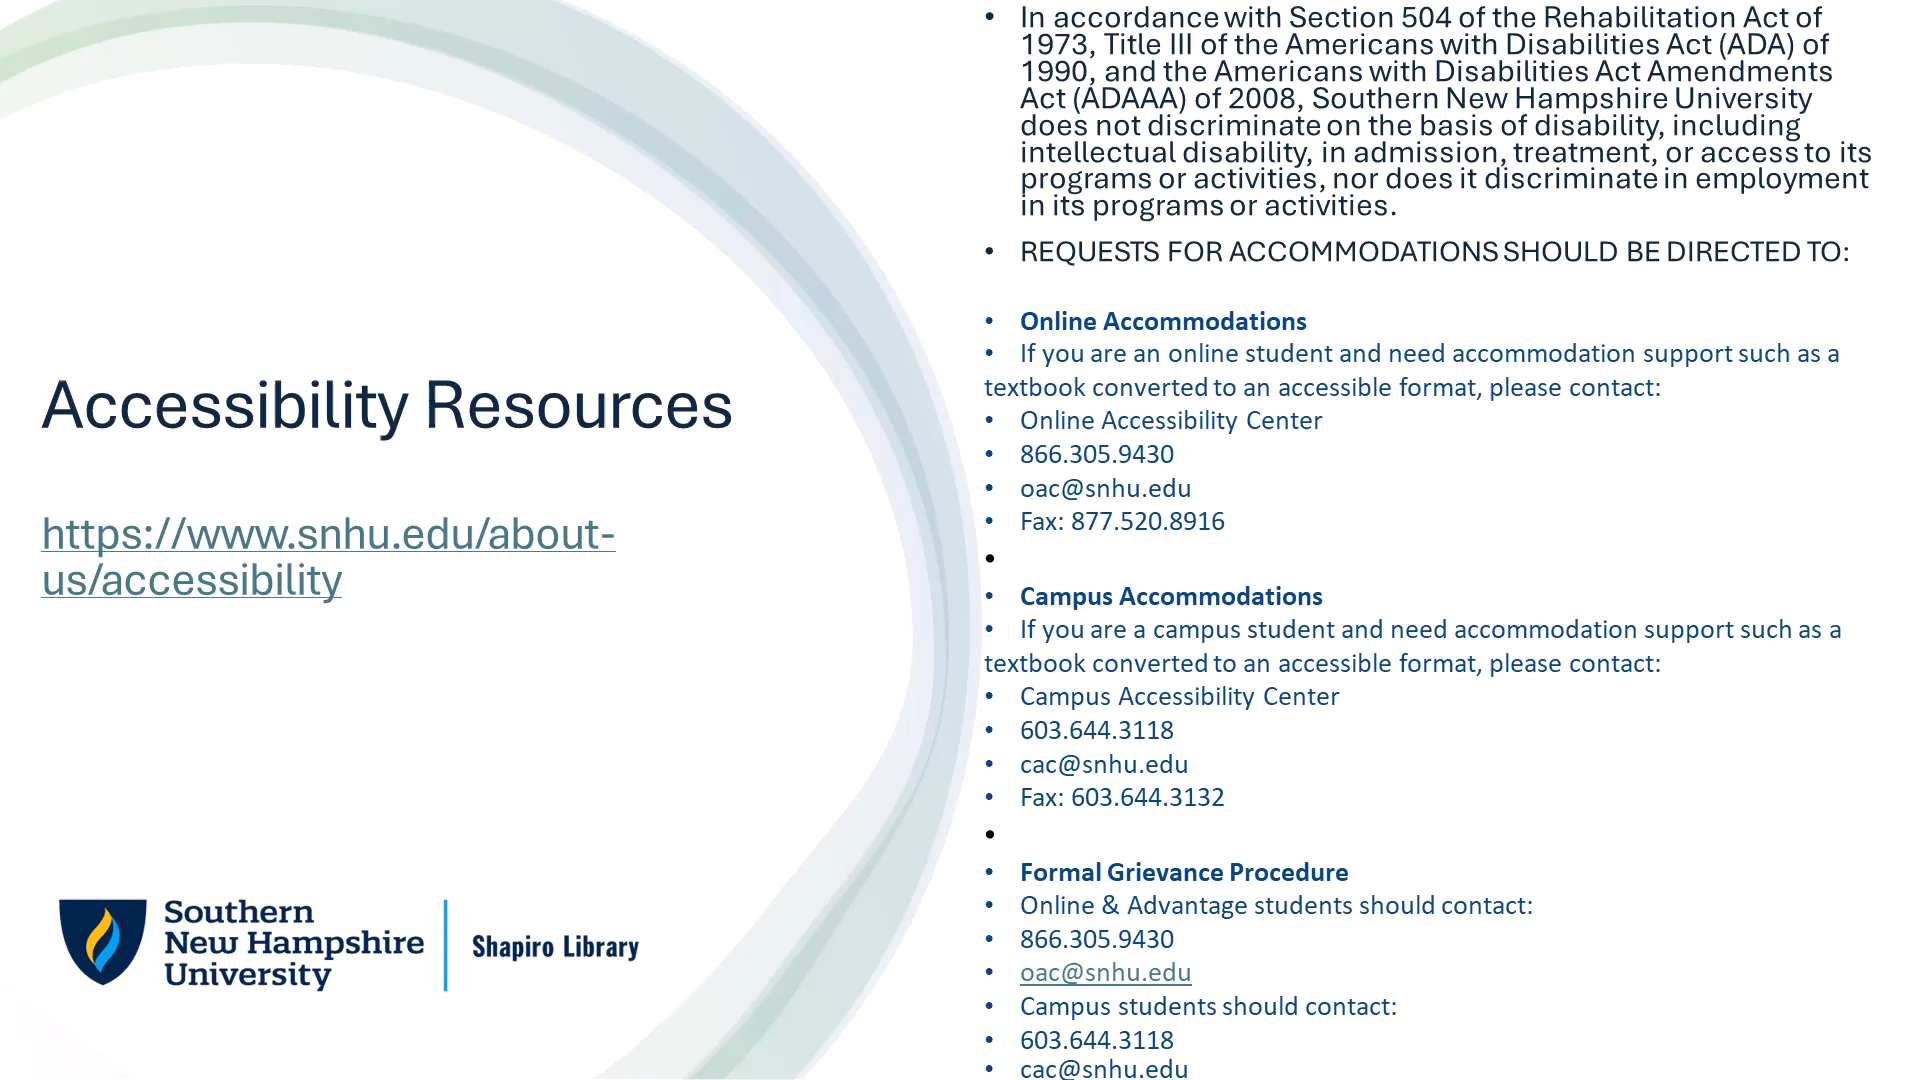 Accessibility Resources
https://www.snhu.edu/about-
us/accessibility
Southern
New Hampshire
University
Shapiro Library
• In accordance with Section 504 of the Rehabilitation Act of
1973, Title III of the Americans with Disabilities Act (ADA) of
1990, and the Americans with Disabilities Act Amendments
Act (ADAAA) of 2008, Southern New Hampshire University
does not discriminate on the basis of disability, including
intellectual disability, in admission, treatment, or access to its
programs or activities, nor does it discriminate in employment
in its programs or activities.
• REQUESTS FOR ACCOMMODATIONS SHOULD BE DIRECTED TO:
• Online Accommodations
• If you are an online student and need accommodation support such as a
textbook converted to an accessible format, please contact:
• Online Accessibility Center
• 866.305.9430
• oac@snhu.edu
• Fax: 877.520.8916
•
• Campus Accommodations
• If you are a campus student and need accommodation support such as a
textbook converted to an accessible format, please contact:
• Campus Accessibility Center
• 603.644.3118
• cac@snhu.edu
• Fax: 603.644.3132
•
• Formal Grievance Procedure
• Online & Advantage students should contact:
• 866.305.9430
• oac@snhu.edu
• Campus students should contact:
• 603.644.3118
• cac@snhu.edu